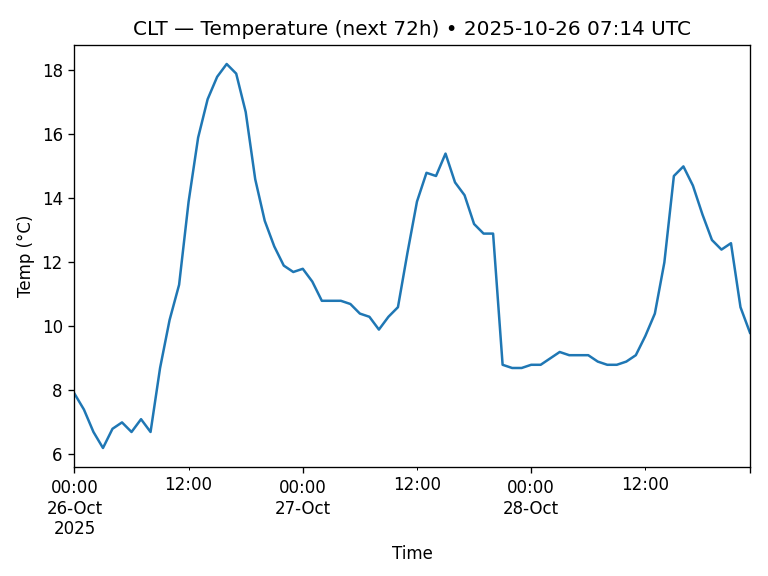 CLT — Temperature (next 72h) • 2025-10-26 07:14 UTC
Temp (°C)
18
16
14
12
10
8
6
00:00 12:00 00:00 12:00 00:00 12:00
26-Oct 27-Oct 28-Oct
2025
Time